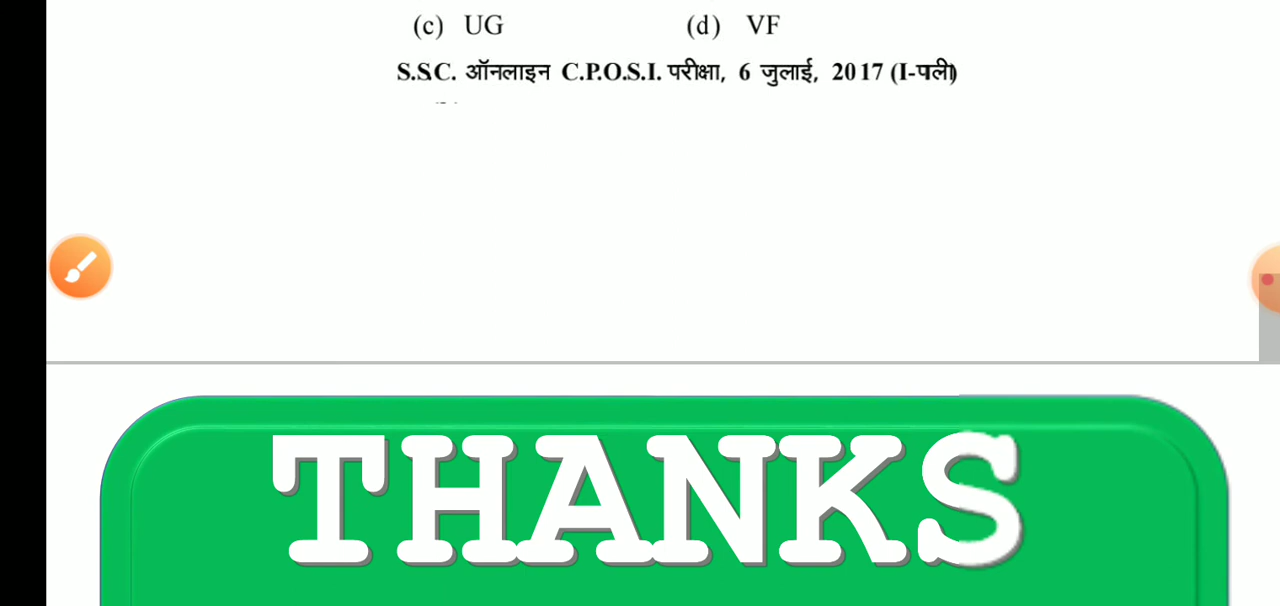 (c) UG (d) VF
S.S.C. ऑनलाइन C.P.O.S.I. परीक्षा, 6 जुलाई, 2017 (I-पाली)
THANKS